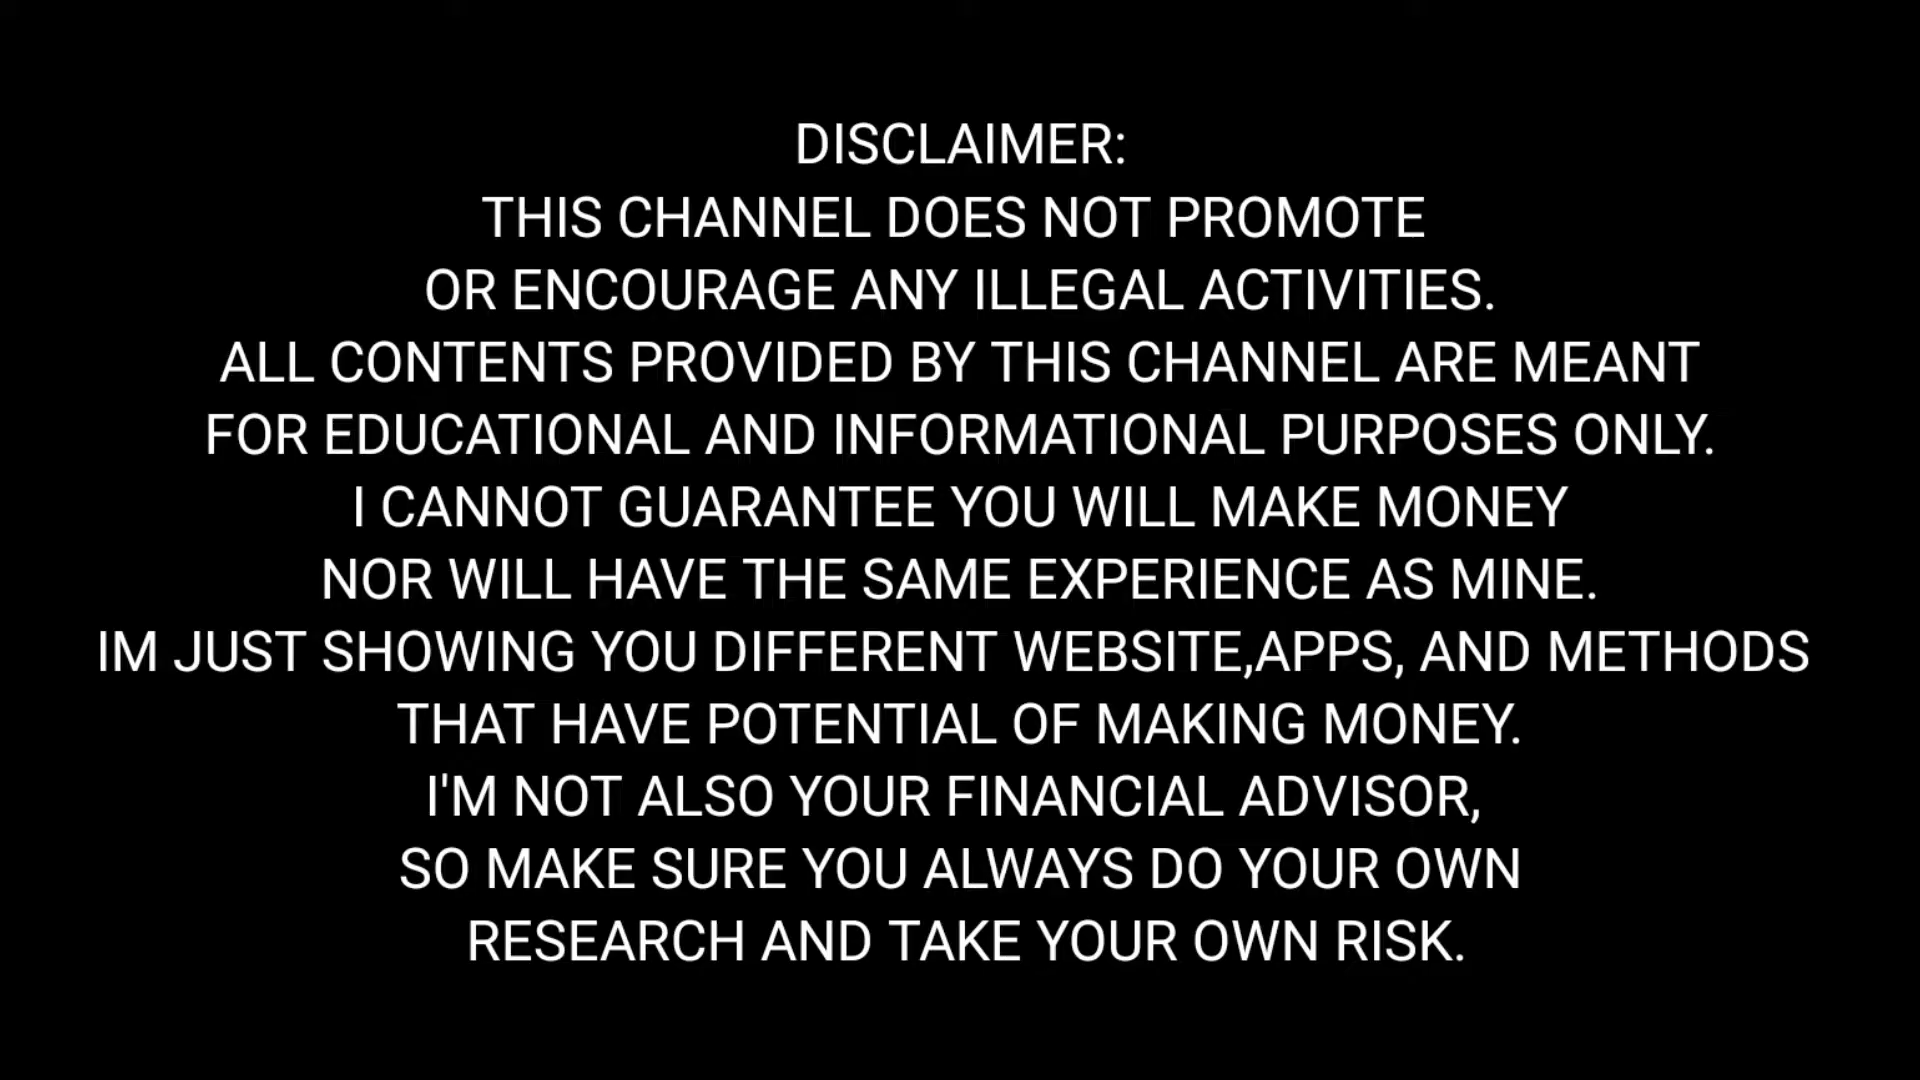 DISCLAIMER:
THIS CHANNEL DOES NOT PROMOTE
OR ENCOURAGE ANY ILLEGAL ACTIVITIES.
ALL CONTENTS PROVIDED BY THIS CHANNEL ARE MEANT
FOR EDUCATIONAL AND INFORMATIONAL PURPOSES ONLY.
I CANNOT GUARANTEE YOU WILL MAKE MONEY
NOR WILL HAVE THE SAME EXPERIENCE AS MINE.
IM JUST SHOWING YOU DIFFERENT WEBSITE,APPS, AND METHODS
THAT HAVE POTENTIAL OF MAKING MONEY.
I'M NOT ALSO YOUR FINANCIAL ADVISOR,
SO MAKE SURE YOU ALWAYS DO YOUR OWN
RESEARCH AND TAKE YOUR OWN RISK.